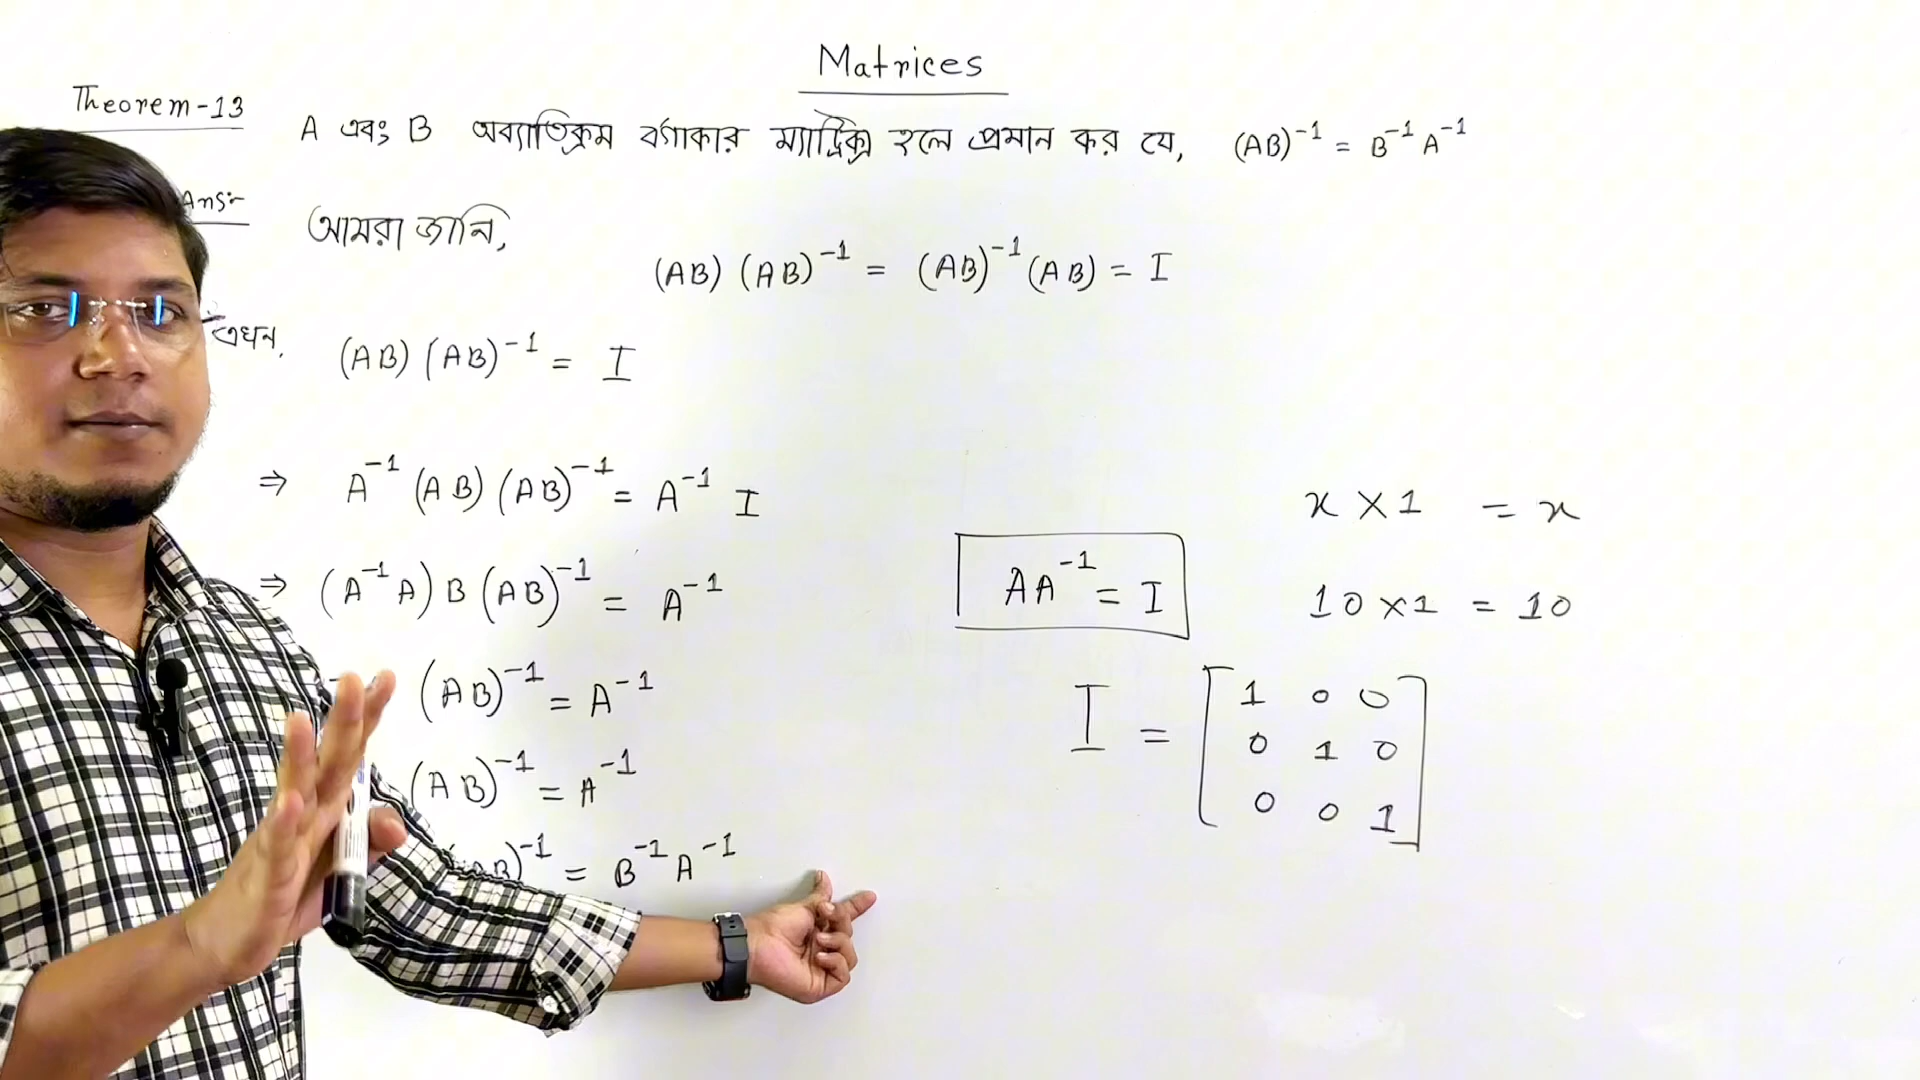 Matrices
Theorem-13
A এবং B অব্যাতিক্রম বর্গাকার ম্যাট্রিক্স হলে প্রমান কর যে, (AB)⁻¹ = B⁻¹ A⁻¹
Ans:-
আমরা জানি,
(AB) (AB)⁻¹ = (AB)⁻¹ (AB) = I
এখন, (AB) (AB)⁻¹ = I
⇒ A⁻¹ (AB) (AB)⁻¹ = A⁻¹ I
⇒ (A⁻¹A) B (AB)⁻¹ = A⁻¹
(AB)⁻¹ = A⁻¹
(AB)⁻¹ = A⁻¹
(AB)⁻¹ = B⁻¹ A⁻¹
x × 1 = x
AA⁻¹ = I
10 × 1 = 10
I = [1 0 0
0 1 0
0 0 1]